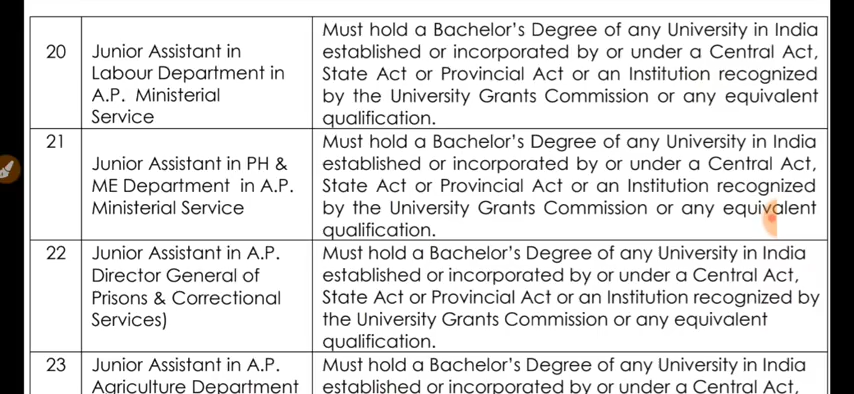 20
Junior Assistant in
Labour Department in
A.P. Ministerial
Service
Must hold a Bachelor's Degree of any University in India
established or incorporated by or under a Central Act,
State Act or Provincial Act or an Institution recognized
by the University Grants Commission or any equivalent
qualification.
21
Junior Assistant in PH &
ME Department in A.P.
Ministerial Service
Must hold a Bachelor's Degree of any University in India
established or incorporated by or under a Central Act,
State Act or Provincial Act or an Institution recognized
by the University Grants Commission or any equivalent
qualification.
22
Junior Assistant in A.P.
Director General of
Prisons & Correctional
Services)
Must hold a Bachelor's Degree of any University in India
established or incorporated by or under a Central Act,
State Act or Provincial Act or an Institution recognized by
the University Grants Commission or any equivalent
qualification.
23
Junior Assistant in A.P.
Agriculture Department
Must hold a Bachelor's Degree of any University in India
established or incorporated by or under a Central Act,